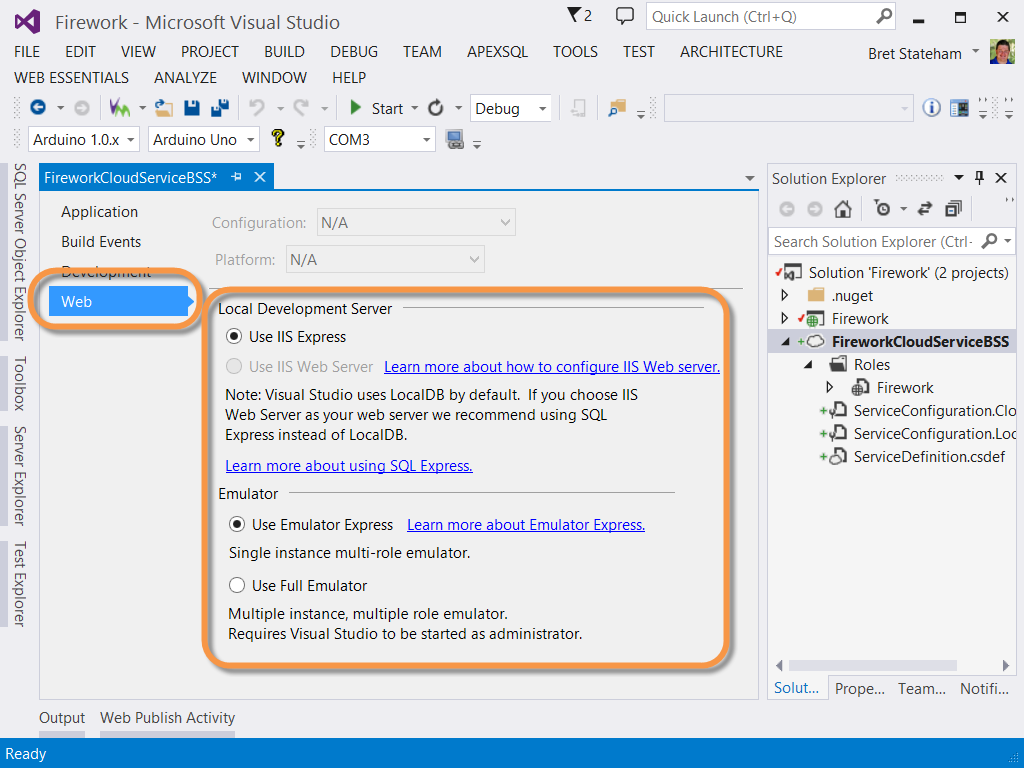 Firework - Microsoft Visual Studio
2
Quick Launch (Ctrl+Q)
FILE EDIT VIEW PROJECT BUILD DEBUG TEAM APEXSQL TOOLS TEST ARCHITECTURE
Bret Stateham
WEB ESSENTIALS ANALYZE WINDOW HELP
Start
Debug
Arduino 1.0.x
Arduino Uno
COM3
SQL Server Object Explorer
Toolbox
Server Explorer
Test Explorer
FireworkCloudServiceBSS*
Application
Build Events
Development
Web
Configuration: N/A
Platform: N/A
Local Development Server
Use IIS Express
Use IIS Web Server Learn more about how to configure IIS Web server.
Note: Visual Studio uses LocalDB by default. If you choose IIS
Web Server as your web server we recommend using SQL
Express instead of LocalDB.
Learn more about using SQL Express.
Emulator
Use Emulator Express Learn more about Emulator Express.
Single instance multi-role emulator.
Use Full Emulator
Multiple instance, multiple role emulator.
Requires Visual Studio to be started as administrator.
Solution Explorer
Search Solution Explorer (Ctrl-
Solution 'Firework' (2 projects)
.nuget
Firework
FireworkCloudServiceBSS
Roles
Firework
ServiceConfiguration.Clo
ServiceConfiguration.Loc
ServiceDefinition.csdef
Solut... Prope... Team... Notifi...
Output Web Publish Activity
Ready